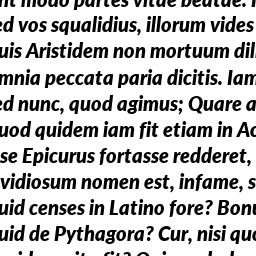 modo partes vitae beatae.
ed vos squalidius, illorum vides
uis Aristidem non mortuum dil
mnia peccata paria dicitis. Iam
ed nunc, quod agimus; Quare a
uod quidem iam fit etiam in Ac
se Epicurus fortasse redderet,
vidiosum nomen est, infame, s
uid censes in Latino fore? Bonu
uid de Pythagora? Cur, nisi quo